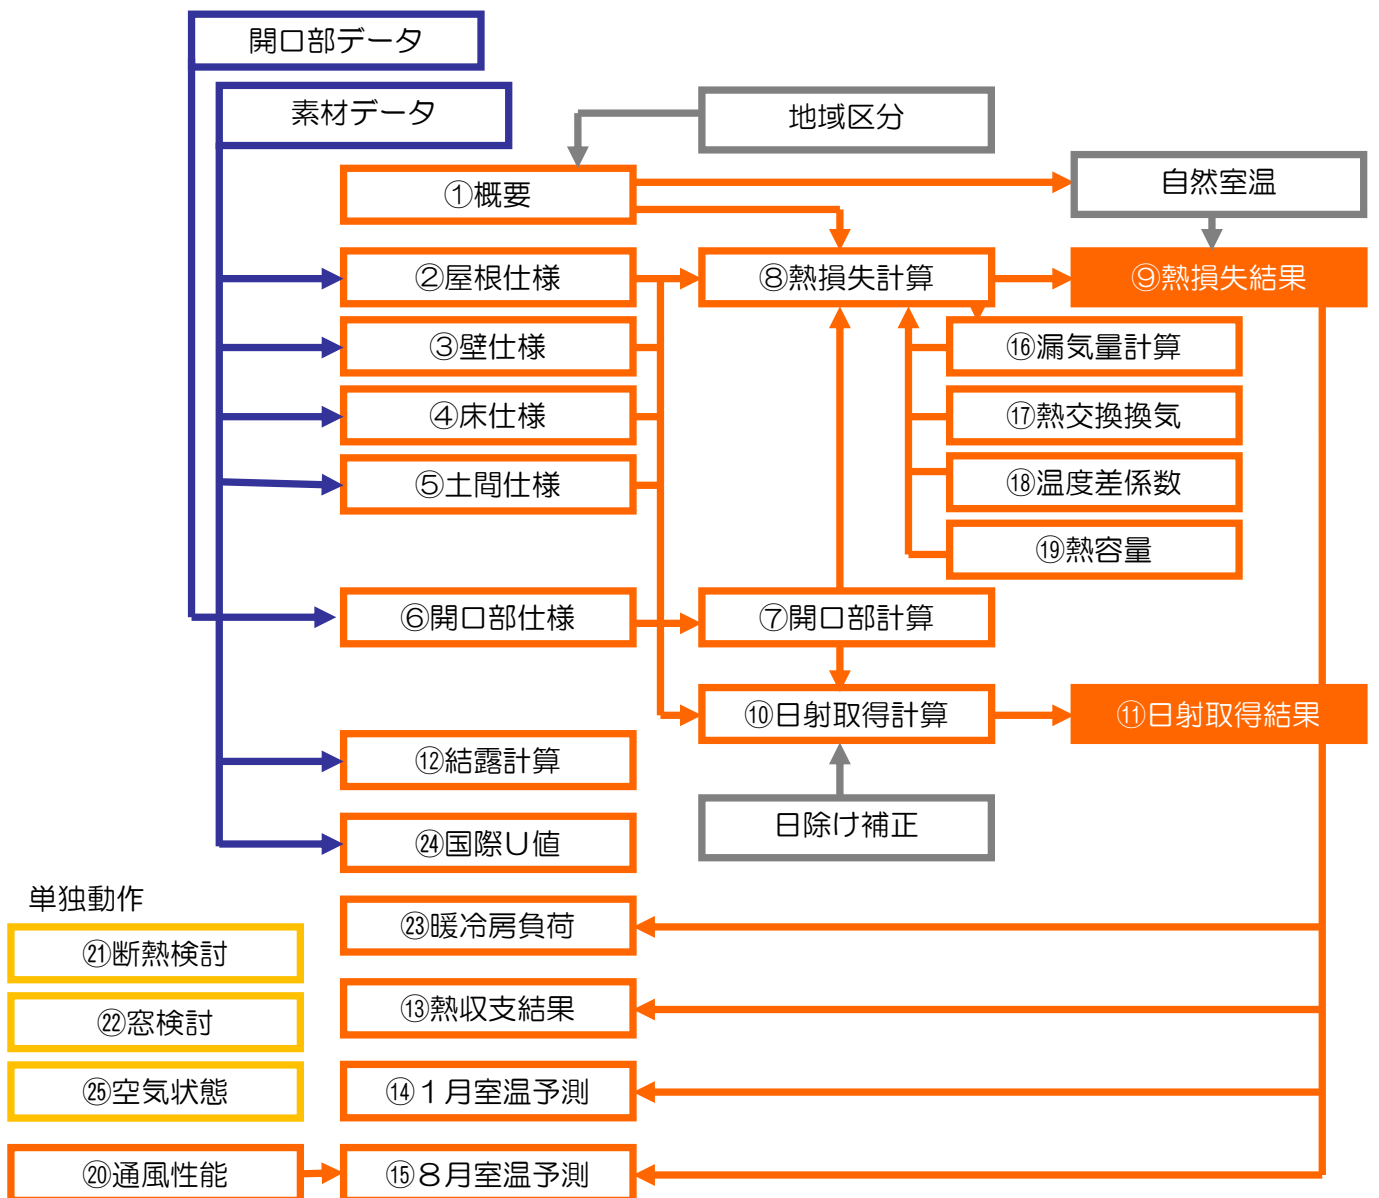 開口部データ
素材データ
地域区分
①概要
自然室温
②屋根仕様
⑧熱損失計算
⑨熱損失結果
③壁仕様
⑯漏気量計算
④床仕様
⑰熱交換換気
⑤土間仕様
⑱温度差係数
⑲熱容量
⑥開口部仕様
⑦開口部計算
⑩日射取得計算
⑪日射取得結果
⑫結露計算
日除け補正
㉔国際U値
単独動作
㉓暖冷房負荷
㉑断熱検討
⑬熱収支結果
㉒窓検討
⑭１月室温予測
㉕空気状態
⑳通風性能
⑮８月室温予測